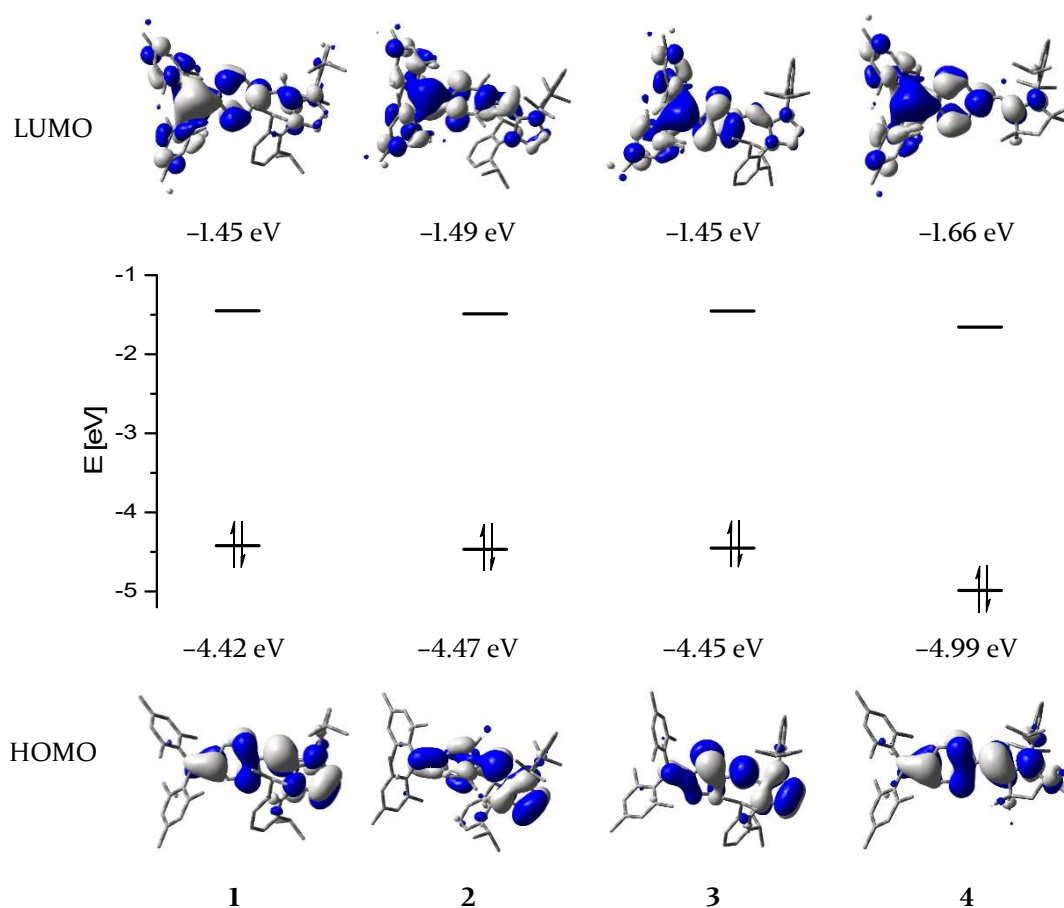 LUMO
–1.45 eV –1.49 eV –1.45 eV –1.66 eV
-1
-2
-3
E [eV]
-4
-5
–4.42 eV –4.47 eV –4.45 eV –4.99 eV
HOMO
1 2 3 4